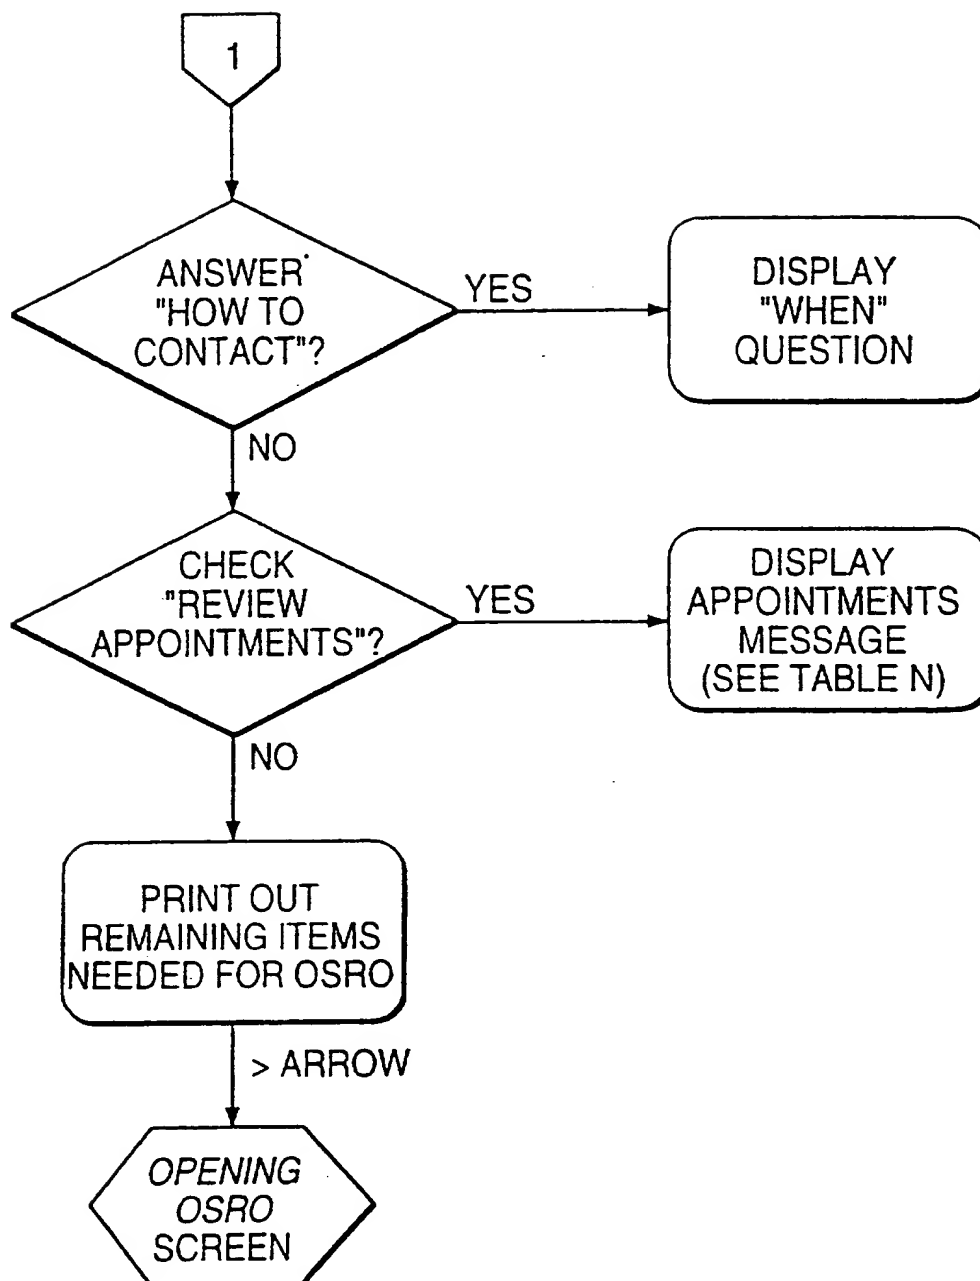 1
ANSWER
"HOW TO
CONTACT"?
YES
DISPLAY
"WHEN"
QUESTION
NO
CHECK
"REVIEW
APPOINTMENTS"?
YES
DISPLAY
APPOINTMENTS
MESSAGE
(SEE TABLE N)
NO
PRINT OUT
REMAINING ITEMS
NEEDED FOR OSRO
> ARROW
OPENING
OSRO
SCREEN